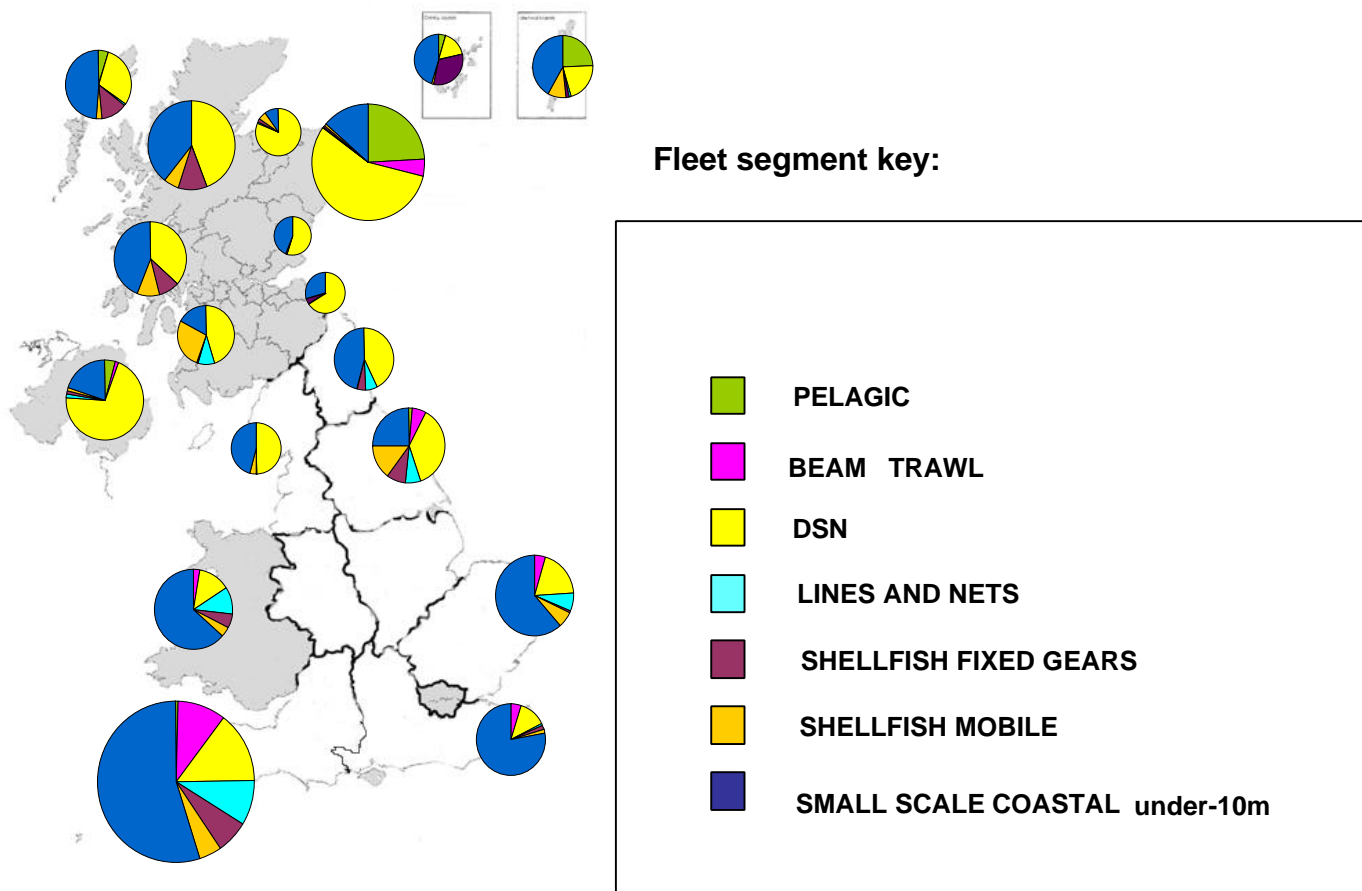 Fleet segment key:
PELAGIC
BEAM TRAWL
DSN
LINES AND NETS
SHELLFISH FIXED GEARS
SHELLFISH MOBILE
SMALL SCALE COASTAL under-10m